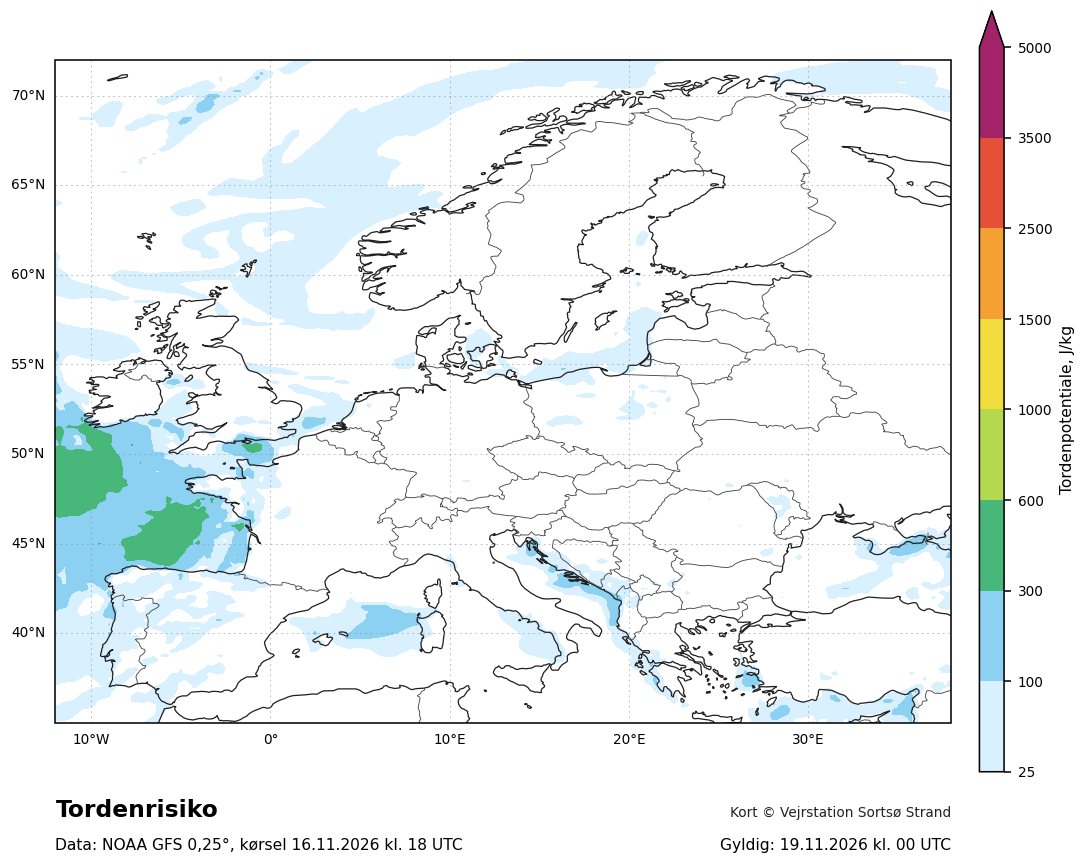 5000
3500
2500
1500
1000
600
300
100
25
Tordenpotentiale, J/kg
70°N
65°N
60°N
55°N
50°N
45°N
40°N
10°W
0°
10°E
20°E
30°E
Tordenrisiko
Kort © Vejrstation Sortsø Strand
Data: NOAA GFS 0,25°, kørsel 16.11.2026 kl. 18 UTC
Gyldig: 19.11.2026 kl. 00 UTC